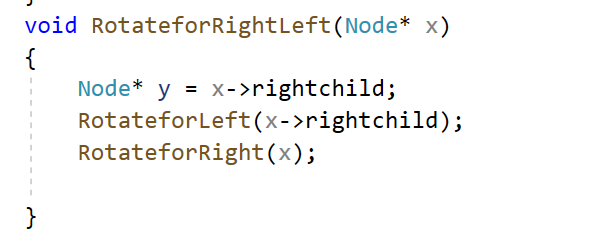 void RotateforRightLeft(Node* x)
{
    Node* y = x->rightchild;
    RotateforLeft(x->rightchild);
    RotateforRight(x);
}